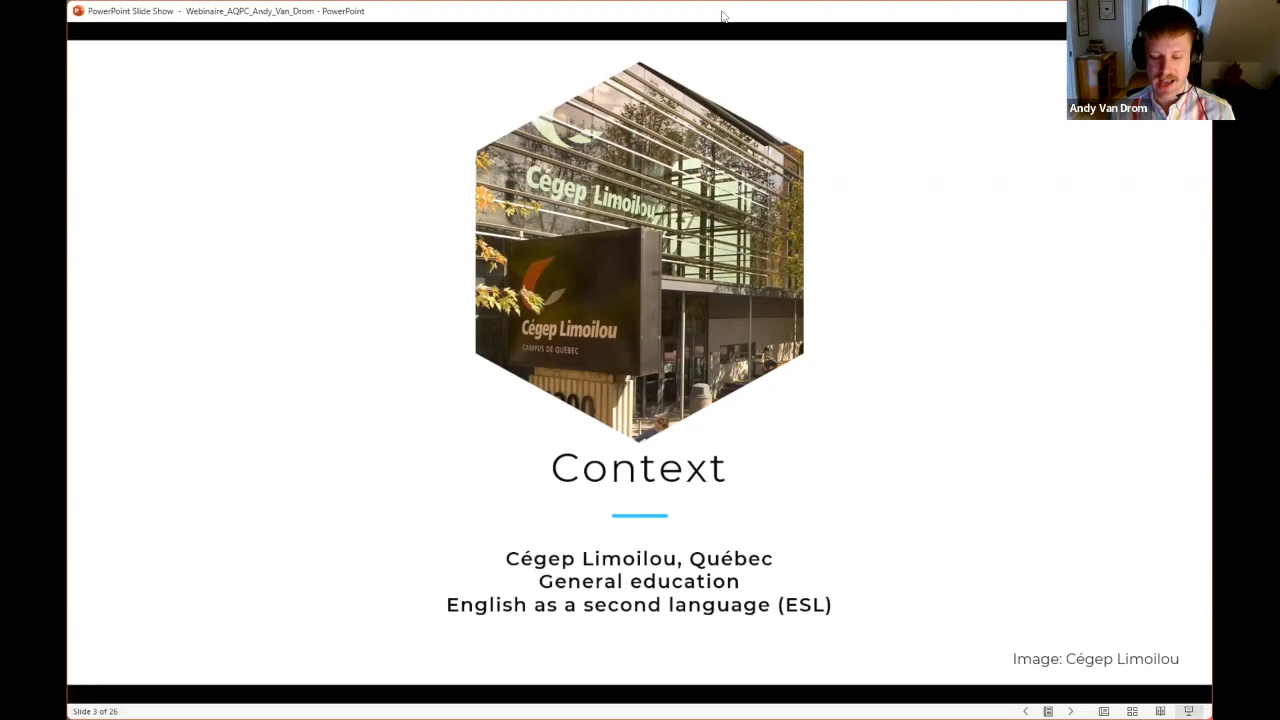 PowerPoint Slide Show - Webinaire_AQPC_Andy_Van_Drom - PowerPoint
Andy Van Drom
Cégep Limoilou
Cégep Limoilou
CAMPUS DE QUÉBEC
Context
Cégep Limoilou, Québec
General education
English as a second language (ESL)
Image: Cégep Limoilou
Slide 3 of 26